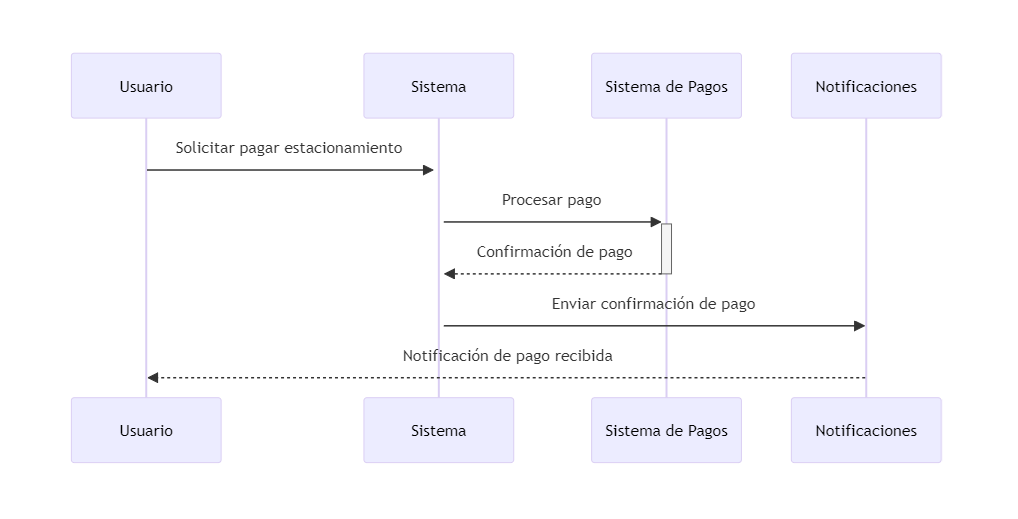 Usuario
Sistema
Sistema de Pagos
Notificaciones
Solicitar pagar estacionamiento
Procesar pago
Confirmación de pago
Enviar confirmación de pago
Notificación de pago recibida
Usuario
Sistema
Sistema de Pagos
Notificaciones